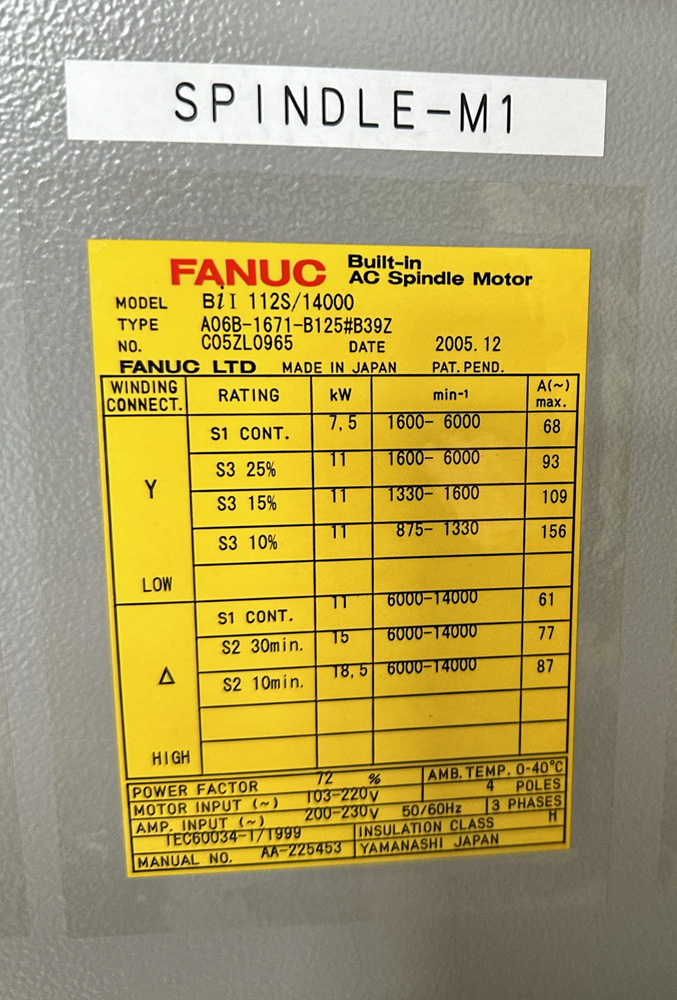 SPINDLE-M1
FANUC Built-in AC Spindle Motor
MODEL BiI 112S/14000
TYPE A06B-1671-B125#B39Z
NO. C05ZL0965 DATE 2005.12
FANUC LTD MADE IN JAPAN PAT. PEND.
WINDING CONNECT. RATING kW min-1 A(~) max.
S1 CONT. 7,5 1600- 6000 68
S3 25% 11 1600- 6000 93
Y S3 15% 11 1330- 1600 109
S3 10% 11 875- 1330 156
LOW
S1 CONT. 11 6000-14000 61
S2 30min. 15 6000-14000 77
Δ S2 10min. 18,5 6000-14000 87
HIGH
POWER FACTOR 72 % AMB. TEMP. 0-40°C
MOTOR INPUT (~) 103-220V 4 POLES
AMP. INPUT (~) 200-230V 50/60Hz 3 PHASES
IEC60034-1/1999 INSULATION CLASS H
MANUAL NO. AA-225453 YAMANASHI JAPAN